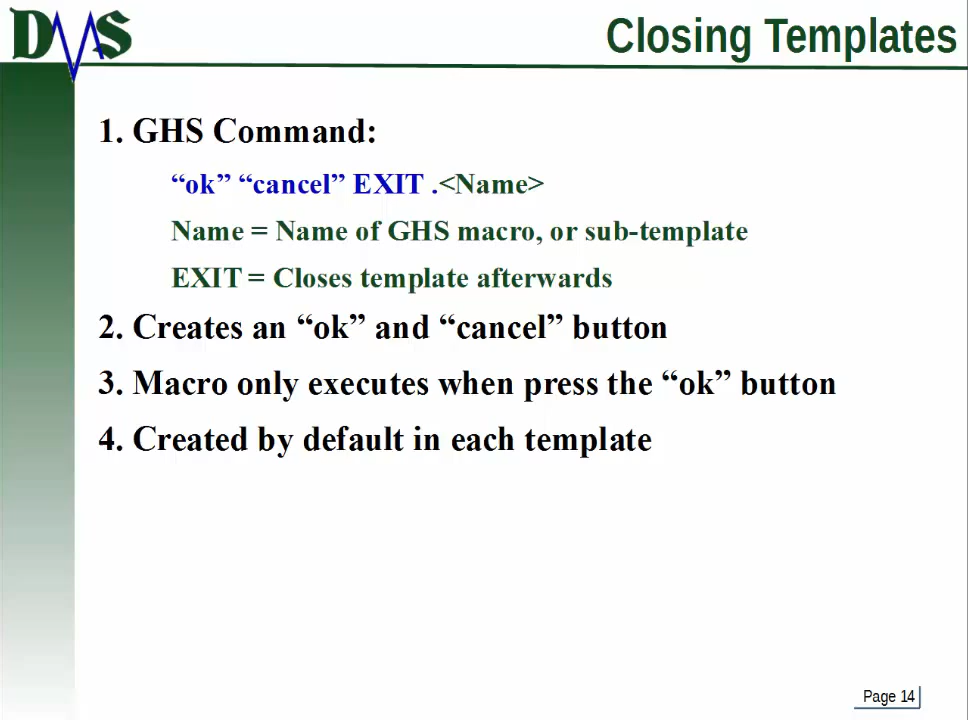 DMS
Closing Templates
1. GHS Command:
“ok” “cancel” EXIT .<Name>
Name = Name of GHS macro, or sub-template
EXIT = Closes template afterwards
2. Creates an “ok” and “cancel” button
3. Macro only executes when press the “ok” button
4. Created by default in each template
Page 14